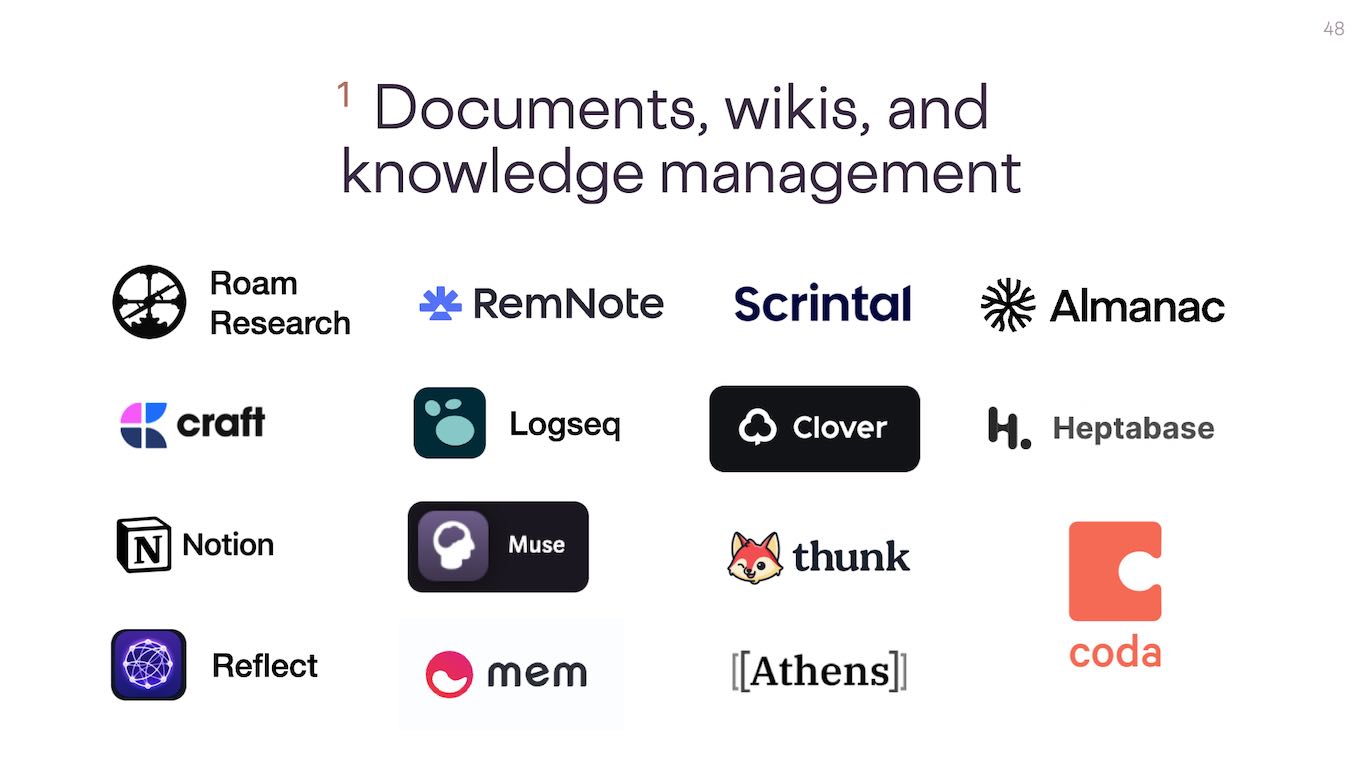 48
1 Documents, wikis, and
knowledge management
Roam
Research
RemNote
Scrintal
Almanac
craft
Logseq
Clover
H.
Heptabase
N
Notion
Muse
thunk
coda
Reflect
mem
[[Athens]]